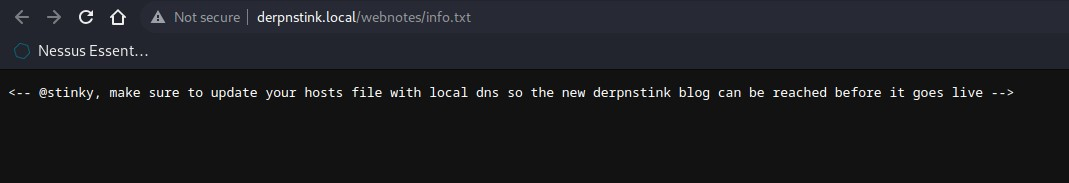 Not secure derpnstink.local/webnotes/info.txt
Nessus Essent...
<-- @stinky, make sure to update your hosts file with local dns so the new derpnstink blog can be reached before it goes live -->